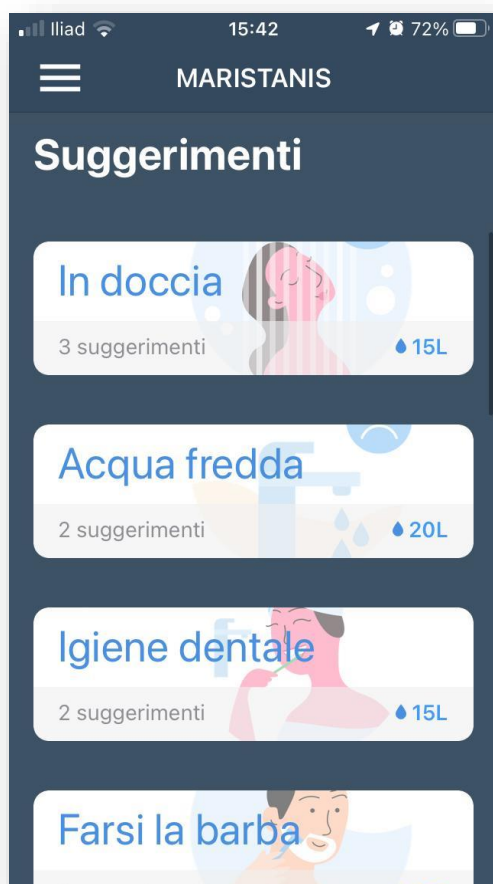 Iliad 15:42 72%
MARISTANIS
Suggerimenti
In doccia
3 suggerimenti 15L
Acqua fredda
2 suggerimenti 20L
Igiene dentale
2 suggerimenti 15L
Farsi la barba